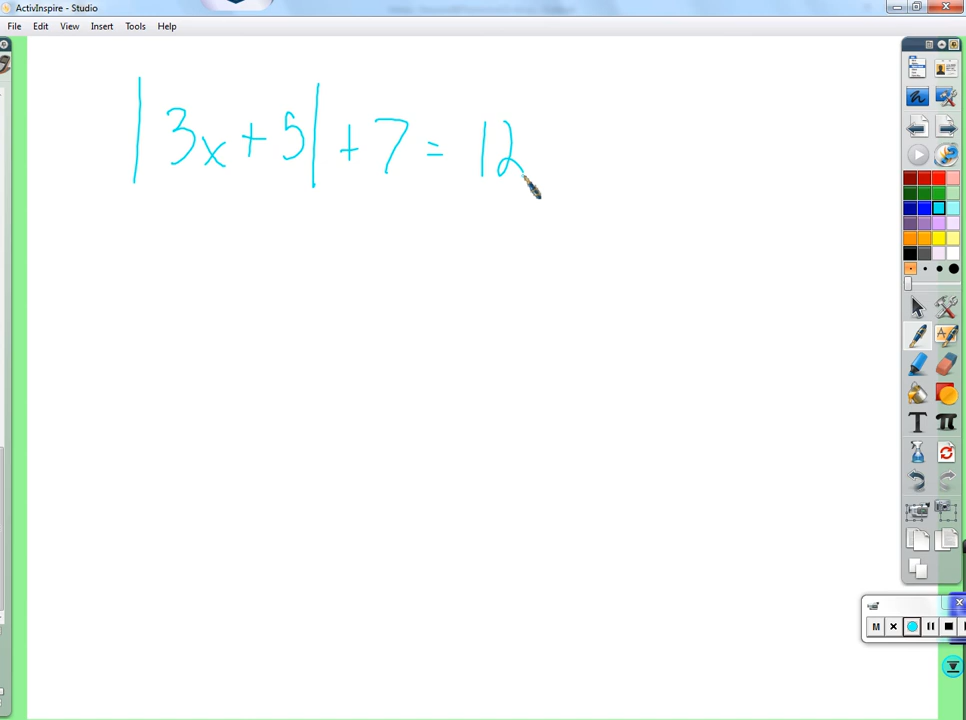 ActivInspire - Studio
File Edit View Insert Tools Help
|3x + 5| + 7 = 12
T π
M